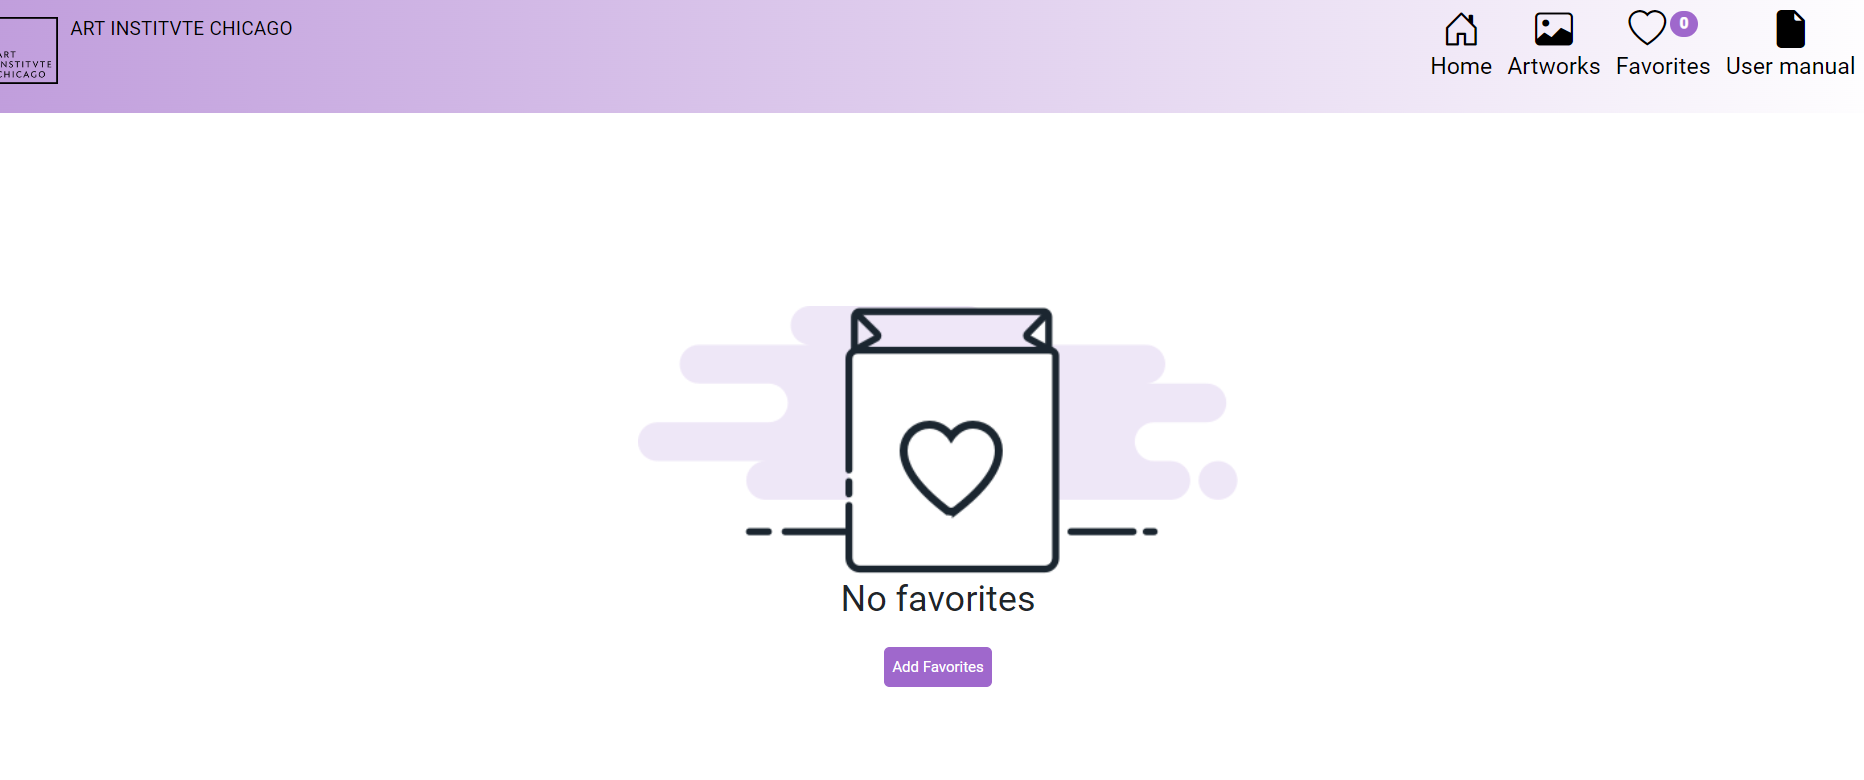 ART INSTITVTE CHICAGO
ART
INSTITVTE
CHICAGO
0
Home Artworks Favorites User manual
No favorites
Add Favorites